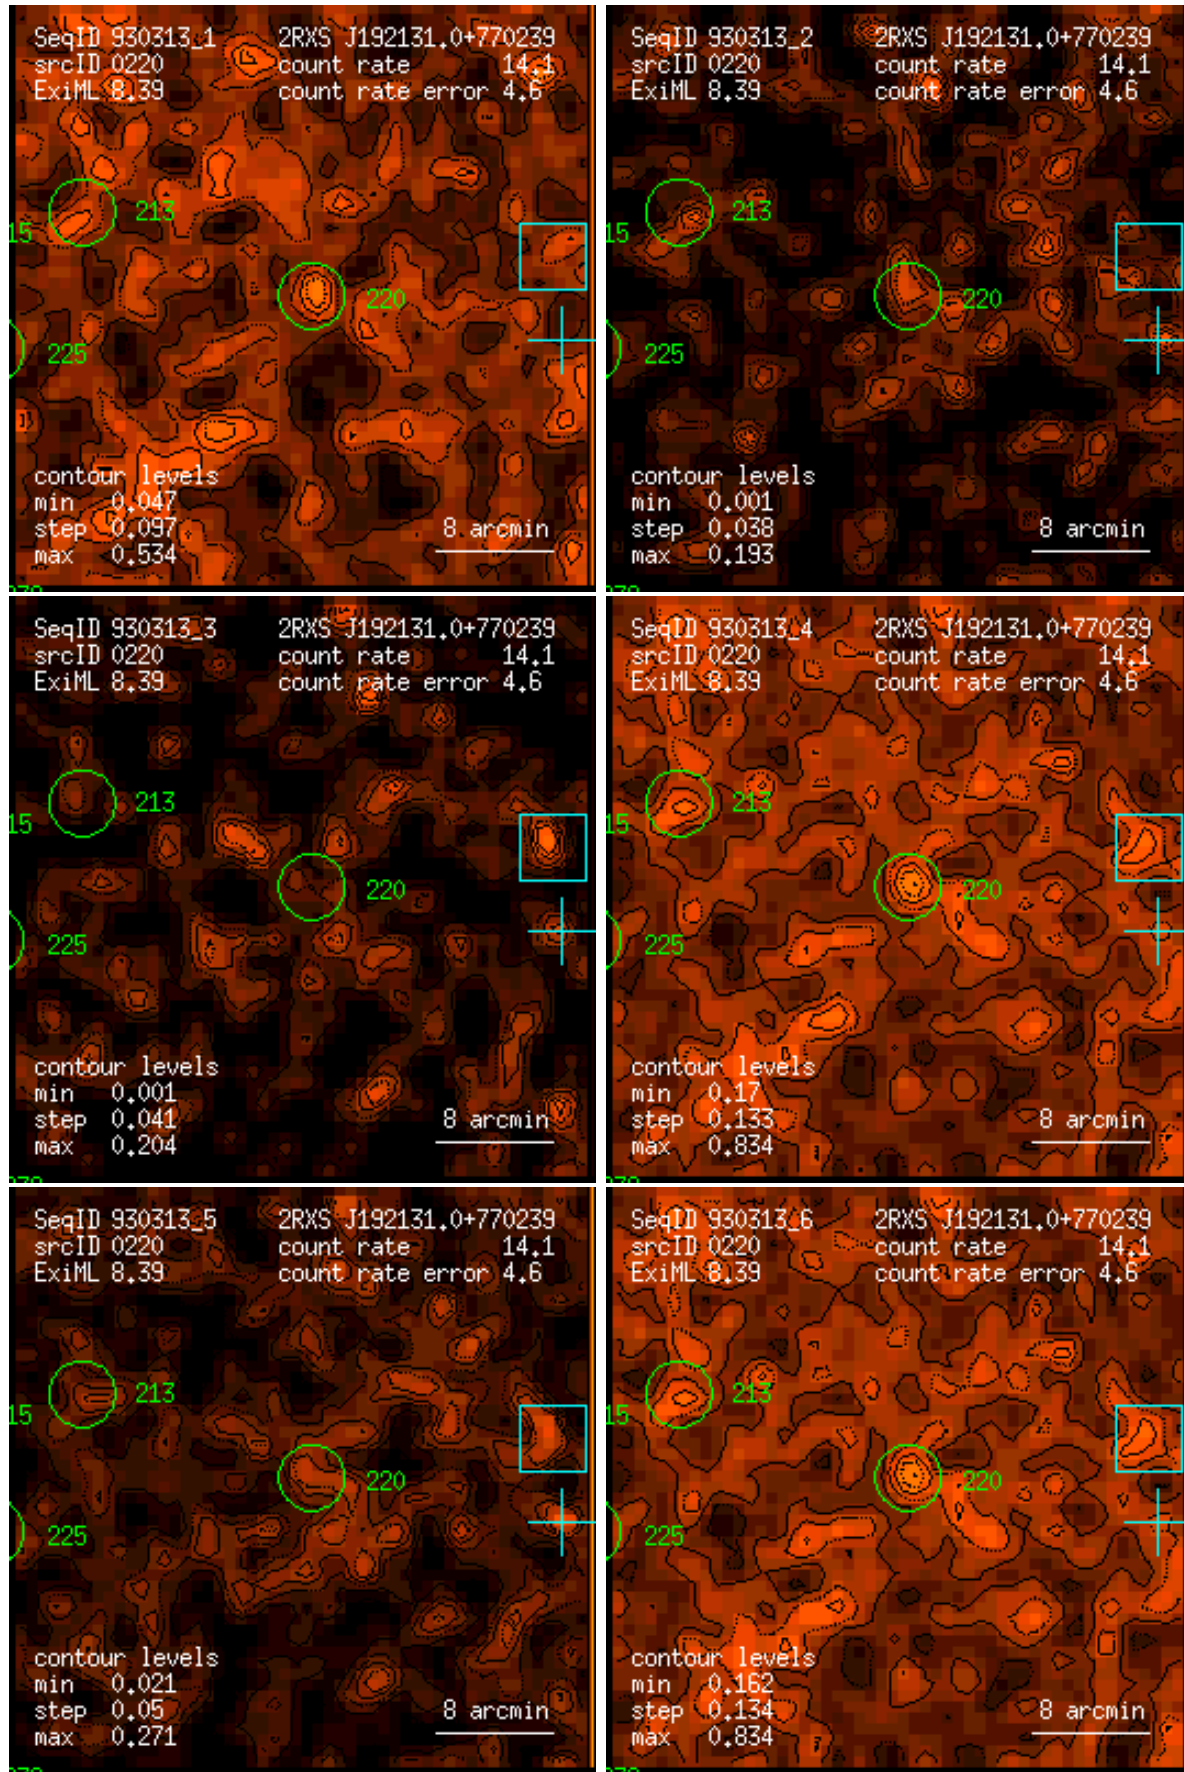 SeqID 930313_1 2RXS J192131.0+770239
srcID 0220 count rate 14.1
ExiML 8.39 count rate error 4.6
213
15
220
225
contour levels
min 0.047
step 0.097 8 arcmin
max 0.534
SeqID 930313_2 2RXS J192131.0+770239
srcID 0220 count rate 14.1
ExiML 8.39 count rate error 4.6
213
15
220
225
contour levels
min 0.001
step 0.038 8 arcmin
max 0.193
SeqID 930313_3 2RXS J192131.0+770239
srcID 0220 count rate 14.1
ExiML 8.39 count rate error 4.6
213
15
220
225
contour levels
min 0.001
step 0.041 8 arcmin
max 0.204
SeqID 930313_4 2RXS J192131.0+770239
srcID 0220 count rate 14.1
ExiML 8.39 count rate error 4.6
213
15
220
225
contour levels
min 0.17
step 0.133 8 arcmin
max 0.834
SeqID 930313_5 2RXS J192131.0+770239
srcID 0220 count rate 14.1
ExiML 8.39 count rate error 4.6
213
15
220
225
contour levels
min 0.021
step 0.05 8 arcmin
max 0.271
SeqID 930313_6 2RXS J192131.0+770239
srcID 0220 count rate 14.1
ExiML 8.39 count rate error 4.6
213
15
220
225
contour levels
min 0.162
step 0.134 8 arcmin
max 0.834